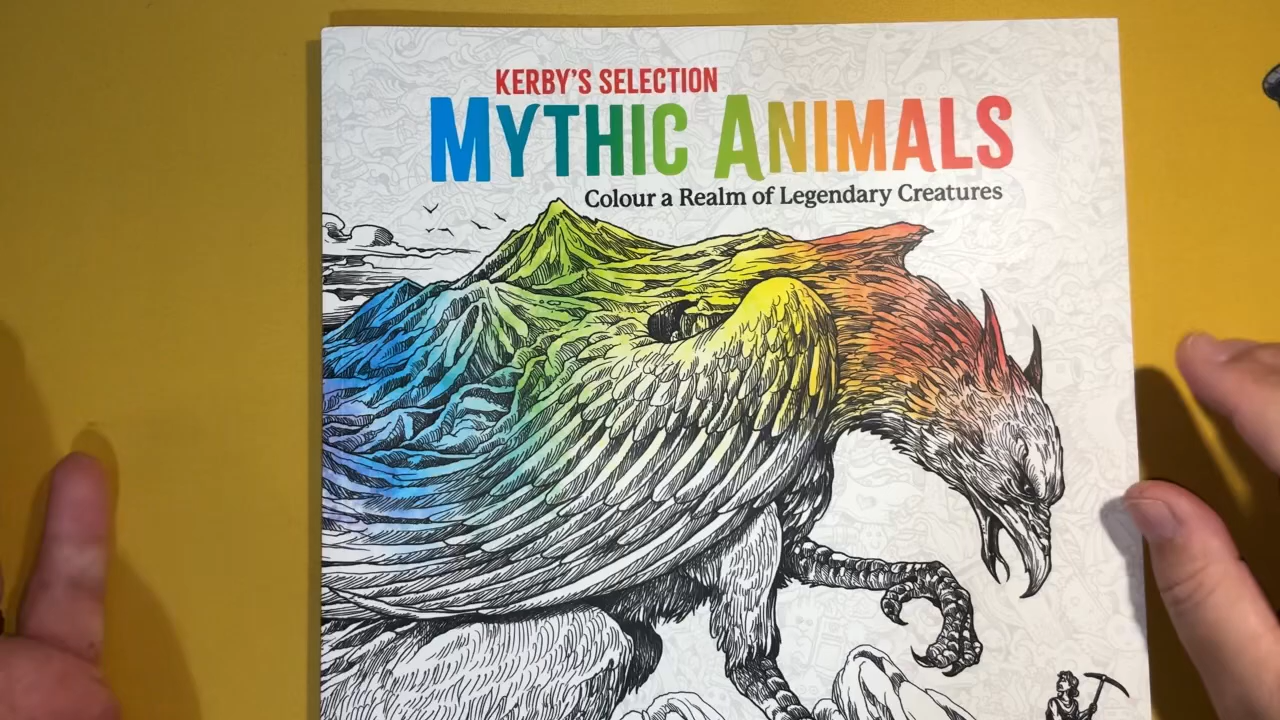 KERBY'S SELECTION
MYTHIC ANIMALS
Colour a Realm of Legendary Creatures